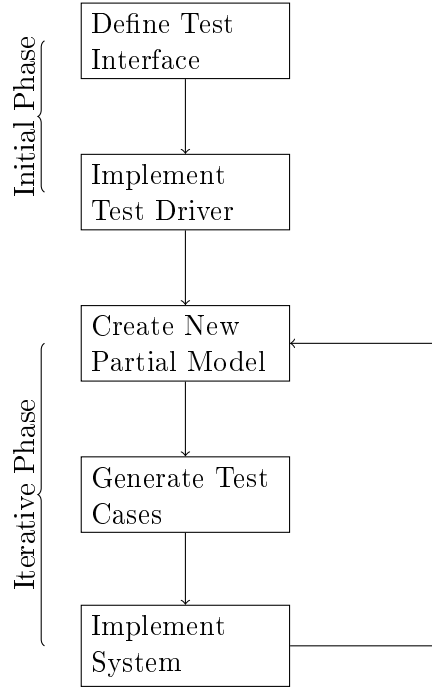 Define Test
Interface
Initial Phase
Implement
Test Driver
Create New
Partial Model
Iterative Phase
Generate Test
Cases
Implement
System